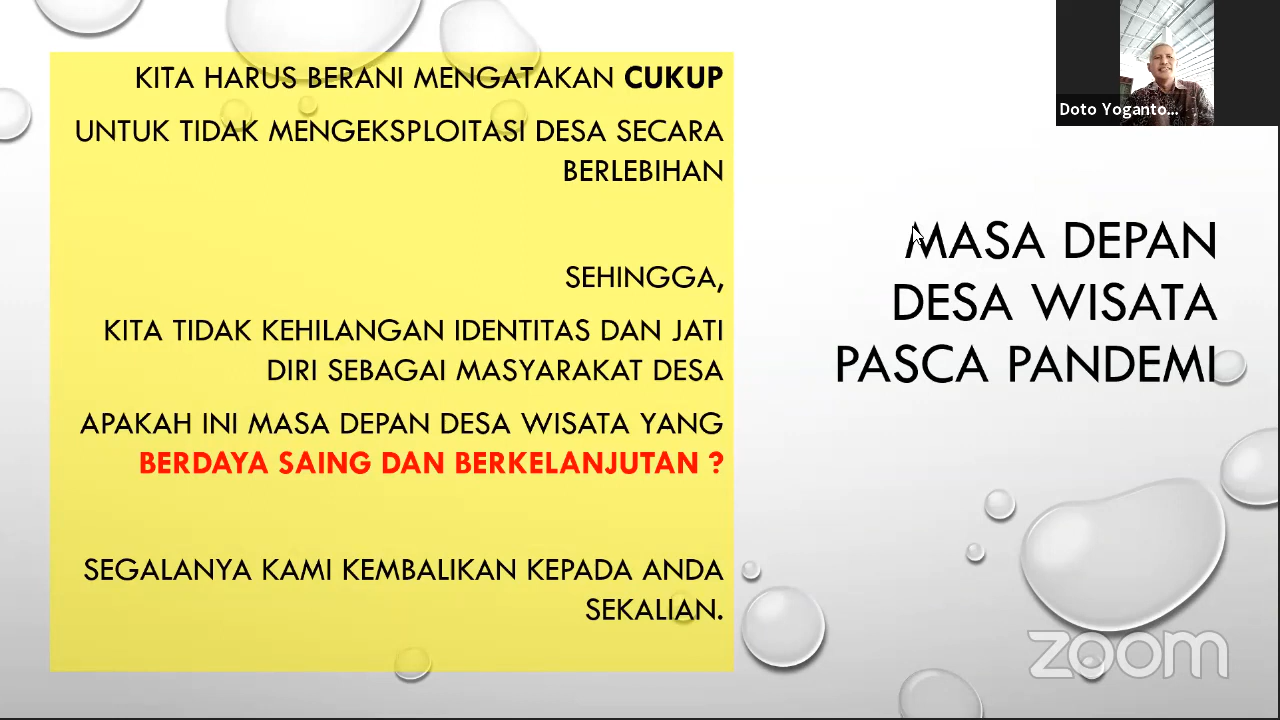 KITA HARUS BERANI MENGATAKAN CUKUP
UNTUK TIDAK MENGEKSPLOITASI DESA SECARA
BERLEBIHAN
SEHINGGA,
KITA TIDAK KEHILANGAN IDENTITAS DAN JATI
DIRI SEBAGAI MASYARAKAT DESA
APAKAH INI MASA DEPAN DESA WISATA YANG
BERDAYA SAING DAN BERKELANJUTAN ?
SEGALANYA KAMI KEMBALIKAN KEPADA ANDA
SEKALIAN.
MASA DEPAN
DESA WISATA
PASCA PANDEMI
Doto Yoganto...
zoom